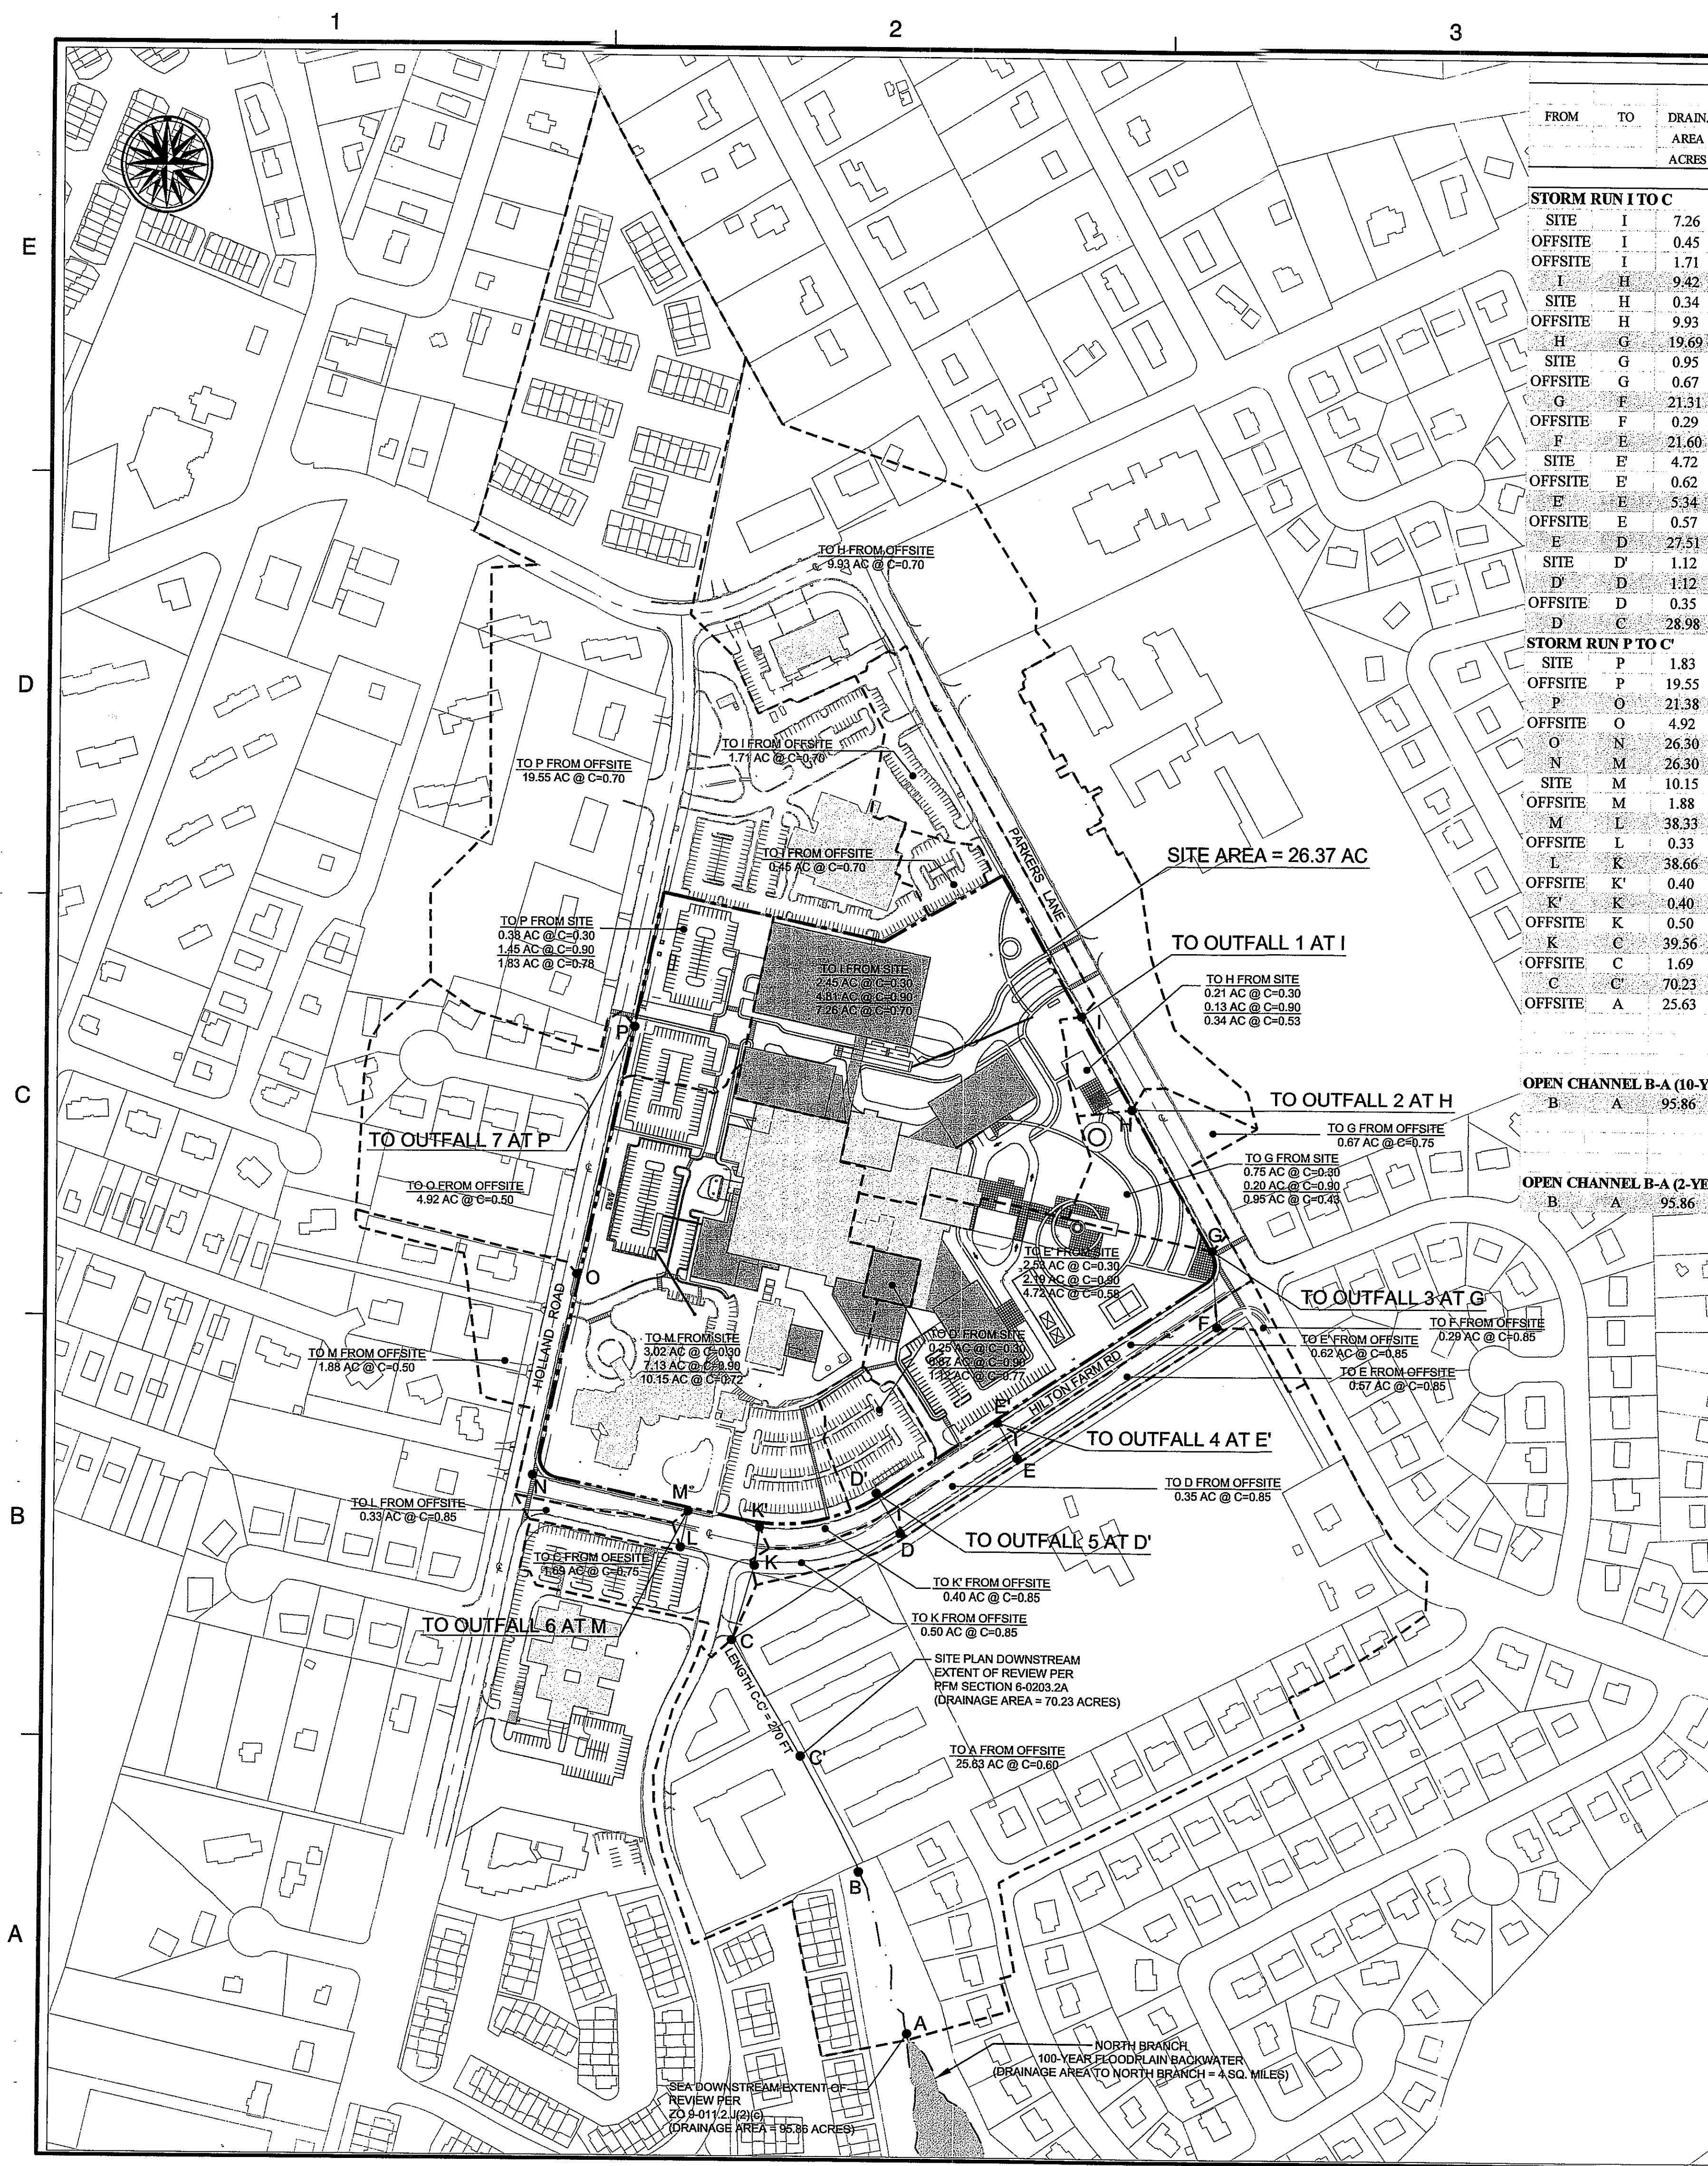 1
2
3
E
D
C
B
A
FROM TO DRAIN
AREA
ACRES
STORM RUN I TO C
SITE I 7.26
OFFSITE I 0.45
OFFSITE I 1.71
I H 9.42
SITE H 0.34
OFFSITE H 9.93
H G 19.69
SITE G 0.95
OFFSITE G 0.67
G F 21.31
OFFSITE F 0.29
F E 21.60
SITE E' 4.72
OFFSITE E' 0.62
E' E 5.34
OFFSITE E 0.57
E D 27.51
SITE D' 1.12
D' D 1.12
OFFSITE D 0.35
D C 28.98
STORM RUN P TO C'
SITE P 1.83
OFFSITE P 19.55
P O 21.38
OFFSITE O 4.92
O N 26.30
N M 26.30
SITE M 10.15
OFFSITE M 1.88
M L 38.33
OFFSITE L 0.33
L K 38.66
OFFSITE K' 0.40
K' K 0.40
OFFSITE K 0.50
K C 39.56
OFFSITE C 1.69
C C' 70.23
OFFSITE A 25.63
OPEN CHANNEL B-A (10-Y
B A 95.86
OPEN CHANNEL B-A (2-YE
B A 95.86
TO H FROM OFFSITE
9.93 AC @ C=0.70
TO I FROM OFFSITE
1.71 AC @ C=0.70
TO P FROM OFFSITE
19.55 AC @ C=0.70
TO I FROM OFFSITE
0.45 AC @ C=0.70
PARKERS LANE
SITE AREA = 26.37 AC
TO P FROM SITE
0.38 AC @ C=0.30
1.45 AC @ C=0.90
1.83 AC @ C=0.78
TO I FROM SITE
2.45 AC @ C=0.30
4.81 AC @ C=0.90
7.26 AC @ C=0.70
TO OUTFALL 1 AT I
TO H FROM SITE
0.21 AC @ C=0.30
0.13 AC @ C=0.90
0.34 AC @ C=0.53
P
I
TO OUTFALL 2 AT H
H
TO OUTFALL 7 AT P
TO G FROM OFFSITE
0.67 AC @ C=0.75
TO G FROM SITE
0.75 AC @ C=0.30
0.20 AC @ C=0.90
0.95 AC @ C=0.43
TO O FROM OFFSITE
4.92 AC @ C=0.50
G
TO E' FROM SITE
2.53 AC @ C=0.30
2.19 AC @ C=0.90
4.72 AC @ C=0.58
O
HOLLAND ROAD
TO OUTFALL 3 AT G
F
TO F FROM OFFSITE
0.29 AC @ C=0.85
TO E' FROM OFFSITE
0.62 AC @ C=0.85
TO M FROM SITE
3.02 AC @ C=0.30
7.13 AC @ C=0.90
10.15 AC @ C=0.72
TO D' FROM SITE
0.25 AC @ C=0.30
0.87 AC @ C=0.90
1.12 AC @ C=0.77
TO M FROM OFFSITE
1.88 AC @ C=0.50
TO E FROM OFFSITE
0.57 AC @ C=0.85
HILTON FARM RD
E'
TO OUTFALL 4 AT E'
E
N
M
D'
TO D FROM OFFSITE
0.35 AC @ C=0.85
TO L FROM OFFSITE
0.33 AC @ C=0.85
K'
L
D
TO OUTFALL 5 AT D'
TO C FROM OFFSITE
1.69 AC @ C=0.75
K
TO K' FROM OFFSITE
0.40 AC @ C=0.85
TO K FROM OFFSITE
0.50 AC @ C=0.85
TO OUTFALL 6 AT M
C
LENGTH C-C' = 270 FT
SITE PLAN DOWNSTREAM
EXTENT OF REVIEW PER
PFM SECTION 6-0203.2A
(DRAINAGE AREA = 70.23 ACRES)
C'
TO A FROM OFFSITE
25.63 AC @ C=0.60
B
A
NORTH BRANCH
100-YEAR FLOODPLAIN BACKWATER
(DRAINAGE AREA TO NORTH BRANCH = 4 SQ. MILES)
SEA DOWNSTREAM EXTENT OF
REVIEW PER
ZO 9-011.2.J(2)(c)
(DRAINAGE AREA = 95.86 ACRES)